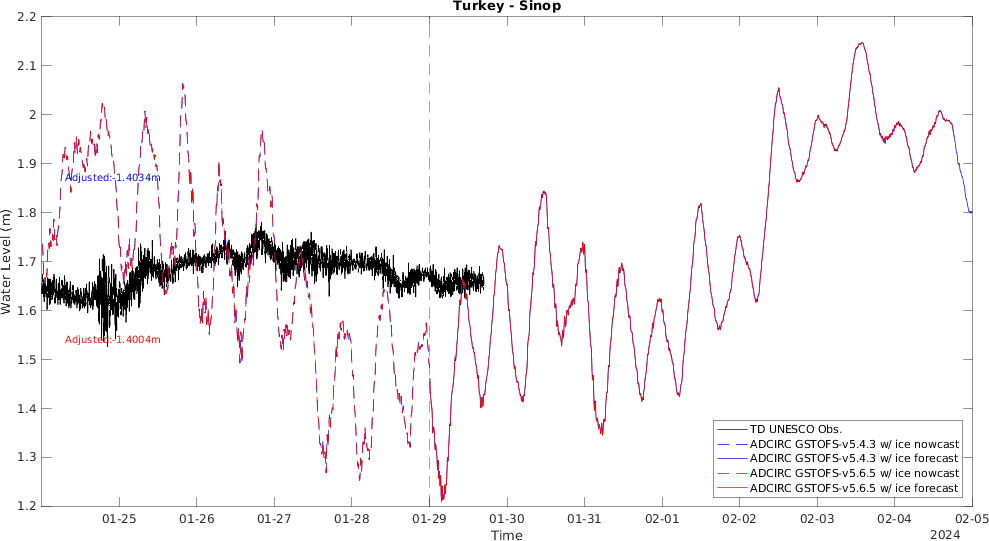 Turkey - Sinop
Water Level (m)
2.2
2.1
2
1.9
1.8
1.7
1.6
1.5
1.4
1.3
1.2
Adjusted:-1.4034m
Adjusted:-1.4004m
TD UNESCO Obs.
ADCIRC GSTOFS-v5.4.3 w/ ice nowcast
ADCIRC GSTOFS-v5.4.3 w/ ice forecast
ADCIRC GSTOFS-v5.6.5 w/ ice nowcast
ADCIRC GSTOFS-v5.6.5 w/ ice forecast
01-25 01-26 01-27 01-28 01-29 01-30 01-31 02-01 02-02 02-03 02-04 02-05
Time
2024